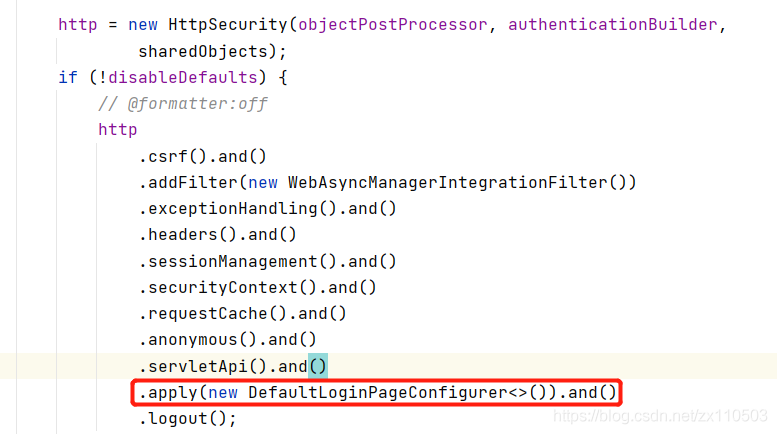 http = new HttpSecurity(objectPostProcessor, authenticationBuilder,
sharedObjects);
if (!disableDefaults) {
// @formatter:off
http
.csrf().and()
.addFilter(new WebAsyncManagerIntegrationFilter())
.exceptionHandling().and()
.headers().and()
.sessionManagement().and()
.securityContext().and()
.requestCache().and()
.anonymous().and()
.servletApi().and()
.apply(new DefaultLoginPageConfigurer<>()).and()
.logout();
https://blog.csdn.net/zx110503